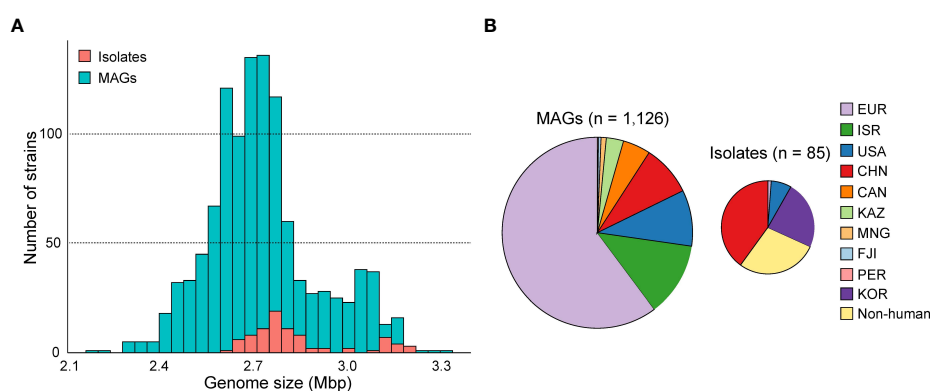 A
Isolates
MAGs
Number of strains
100
50
0
2.1 2.4 2.7 3.0 3.3
Genome size (Mbp)
B
MAGs (n = 1,126)
Isolates (n = 85)
EUR
ISR
USA
CHN
CAN
KAZ
MNG
FJI
PER
KOR
Non-human